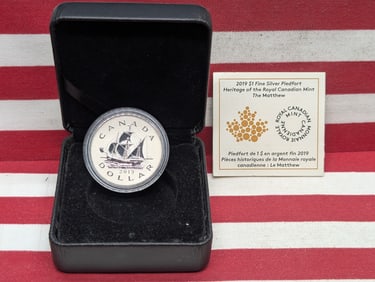 CANADA
2019
DOLLAR
2019 $1 Fine Silver Piedfort
Heritage of the Royal Canadian Mint
The Matthew
ROYAL CANADIAN MINT
MONNAIE ROYALE CANADIENNE
Piedfort de 1 $ en argent fin 2019
Pièces historiques de la Monnaie royale
canadienne : Le Matthew